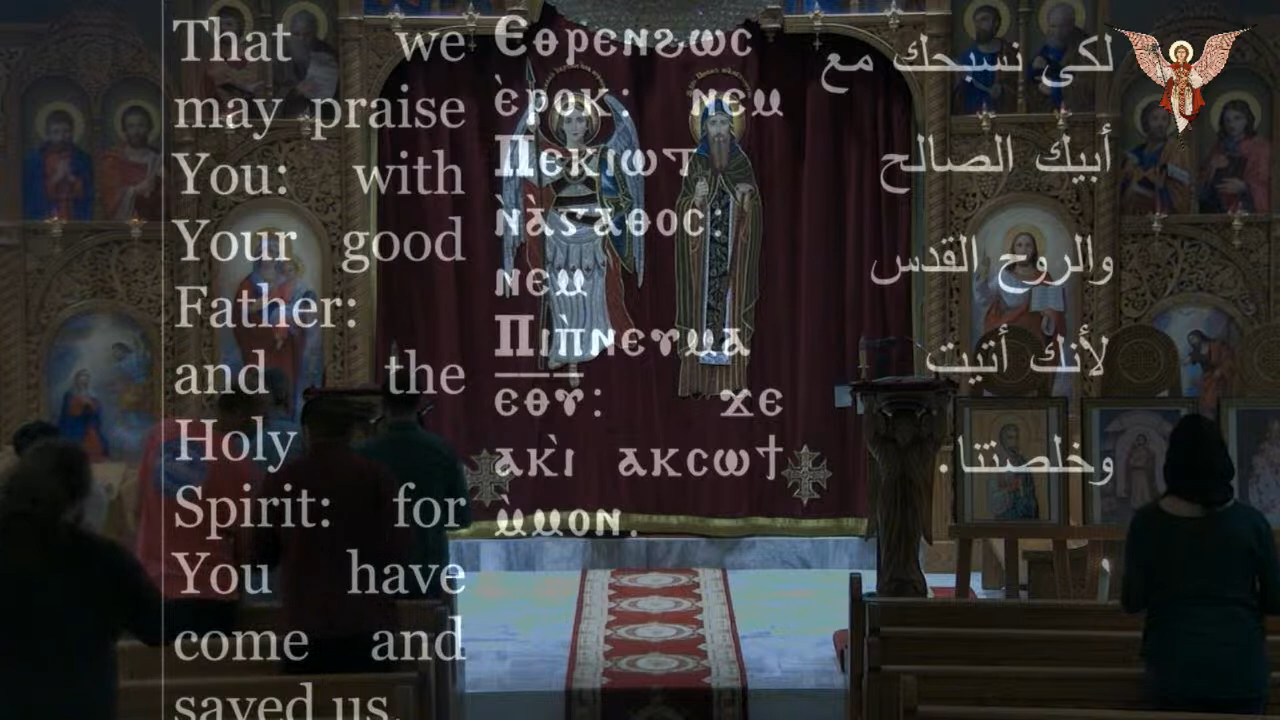 That we
may praise
You: with
Your good
Father:
and the
Holy
Spirit: for
You have
come and
saved us.
Ⲉⲑⲣⲉⲛϩⲱⲥ
ⲉ̀ⲣⲟⲕ: ⲛⲉⲙ
Ⲡⲉⲕⲓⲱⲧ
ⲛ̀ⲁ̀ⲅⲁⲑⲟⲥ:
ⲛⲉⲙ
Ⲡⲓⲡ̀ⲛⲉⲩⲙⲁ
ⲉ̅ⲑ̅ⲩ̅: ϫⲉ
ⲁⲕⲓ̀ ⲁⲕⲥⲱϯ
ⲙ̀ⲙⲟⲛ.
لكى نسبحك مع
أبيك الصالح
والروح القدس
لأنك أتيت
وخلصتنا.